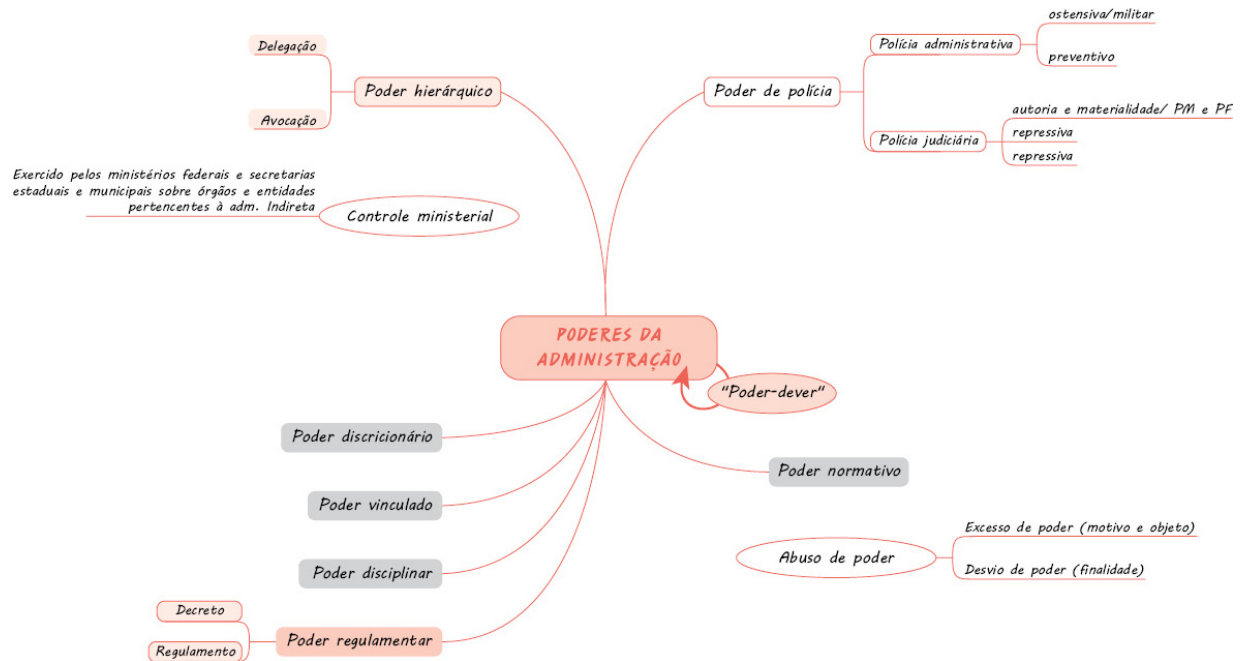 Delegação
Avocação
Poder hierárquico
Exercido pelos ministérios federais e secretarias
estaduais e municipais sobre órgãos e entidades
pertencentes à adm. Indireta
Controle ministerial
Poder de polícia
Polícia administrativa
ostensiva/militar
preventivo
Polícia judiciária
autoria e materialidade/ PM e PF
repressiva
repressiva
PODERES DA
ADMINISTRAÇÃO
"Poder-dever"
Poder discricionário
Poder vinculado
Poder disciplinar
Poder regulamentar
Decreto
Regulamento
Poder normativo
Abuso de poder
Excesso de poder (motivo e objeto)
Desvio de poder (finalidade)